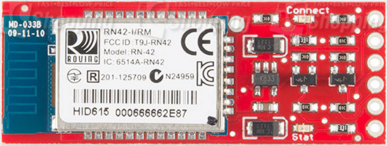 MD-033B
09-11-10
ROVING
RN42-I/RM
FCC ID: T9J-RN42
Model: RN-42
IC: 6514A-RN42
CE
R 201-125709
N24959
HID615 000666662E87
Connect
Stat